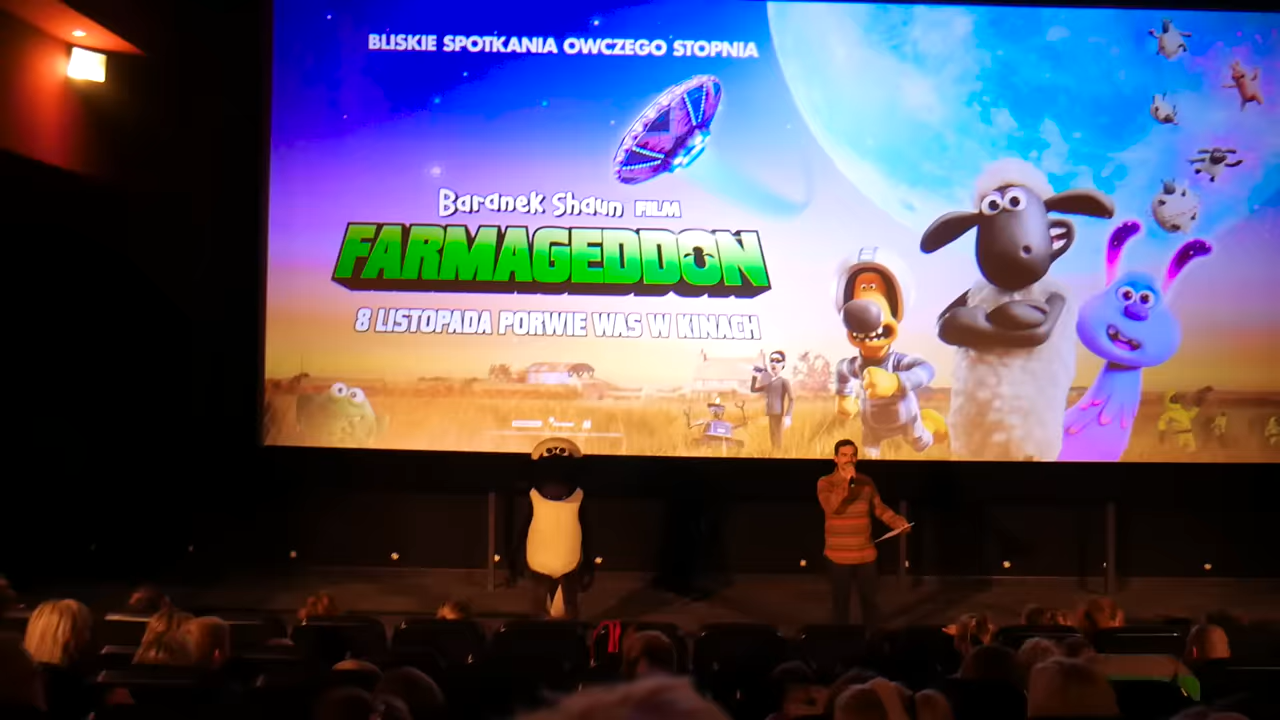 BLISKIE SPOTKANIA OWCZEGO STOPNIA
Baranek Shaun FILM
FARMAGEDDON
8 LISTOPADA PORWIE WAS W KINACH